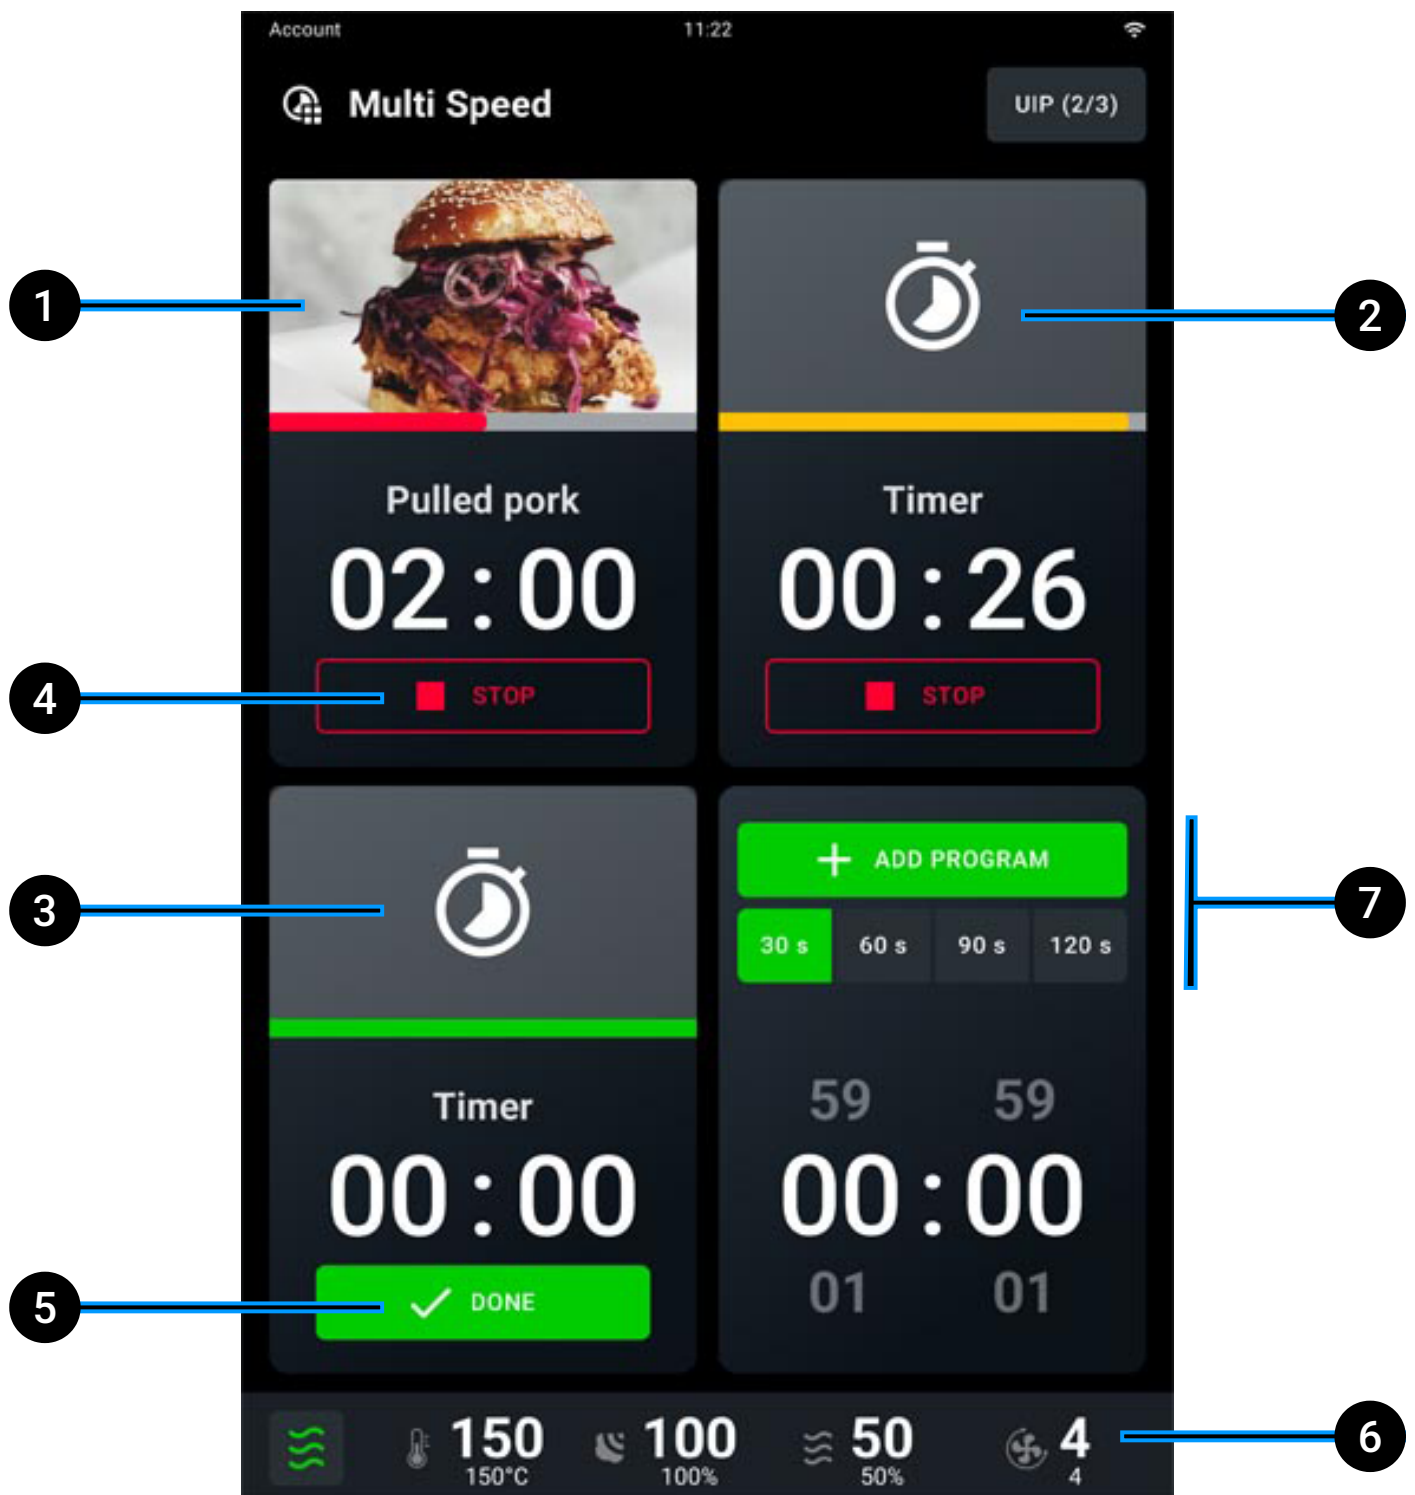 Account
11:22
Multi Speed
UIP (2/3)
1
2
Pulled pork
02:00
STOP
Timer
00:26
STOP
4
3
ADD PROGRAM
30 s
60 s
90 s
120 s
7
Timer
00:00
DONE
5
59 59
00:00
01 01
150
150°C
100
100%
50
50%
4
4
6